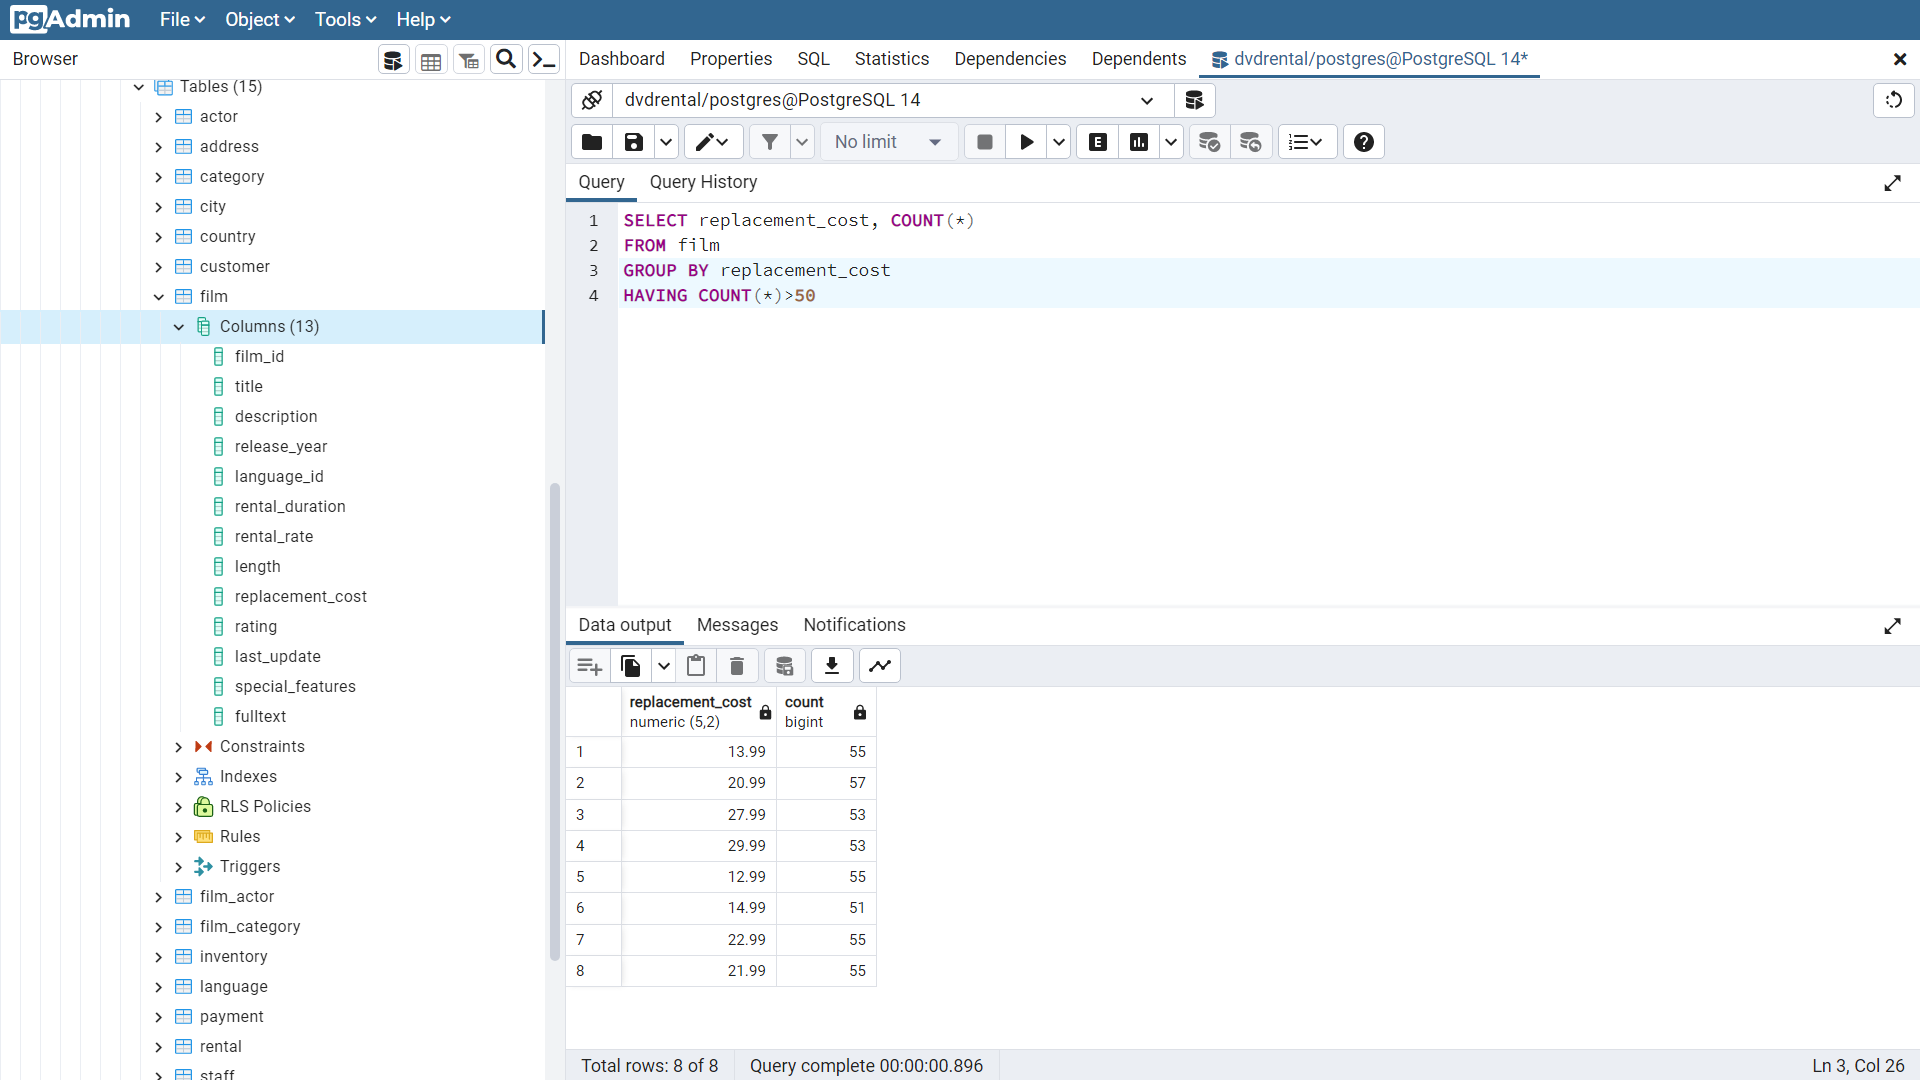 pgAdmin File Object Tools Help
Browser
Dashboard Properties SQL Statistics Dependencies Dependents dvdrental/postgres@PostgreSQL 14*
Tables (15)
actor
address
category
city
country
customer
film
Columns (13)
film_id
title
description
release_year
language_id
rental_duration
rental_rate
length
replacement_cost
rating
last_update
special_features
fulltext
Constraints
Indexes
RLS Policies
Rules
Triggers
film_actor
film_category
inventory
language
payment
rental
staff
dvdrental/postgres@PostgreSQL 14
No limit E
Query Query History
1 SELECT replacement_cost, COUNT(*)
2 FROM film
3 GROUP BY replacement_cost
4 HAVING COUNT(*)>50
Data output Messages Notifications
replacement_cost count
numeric (5,2) bigint
1 13.99 55
2 20.99 57
3 27.99 53
4 29.99 53
5 12.99 55
6 14.99 51
7 22.99 55
8 21.99 55
Total rows: 8 of 8 Query complete 00:00:00.896 Ln 3, Col 26